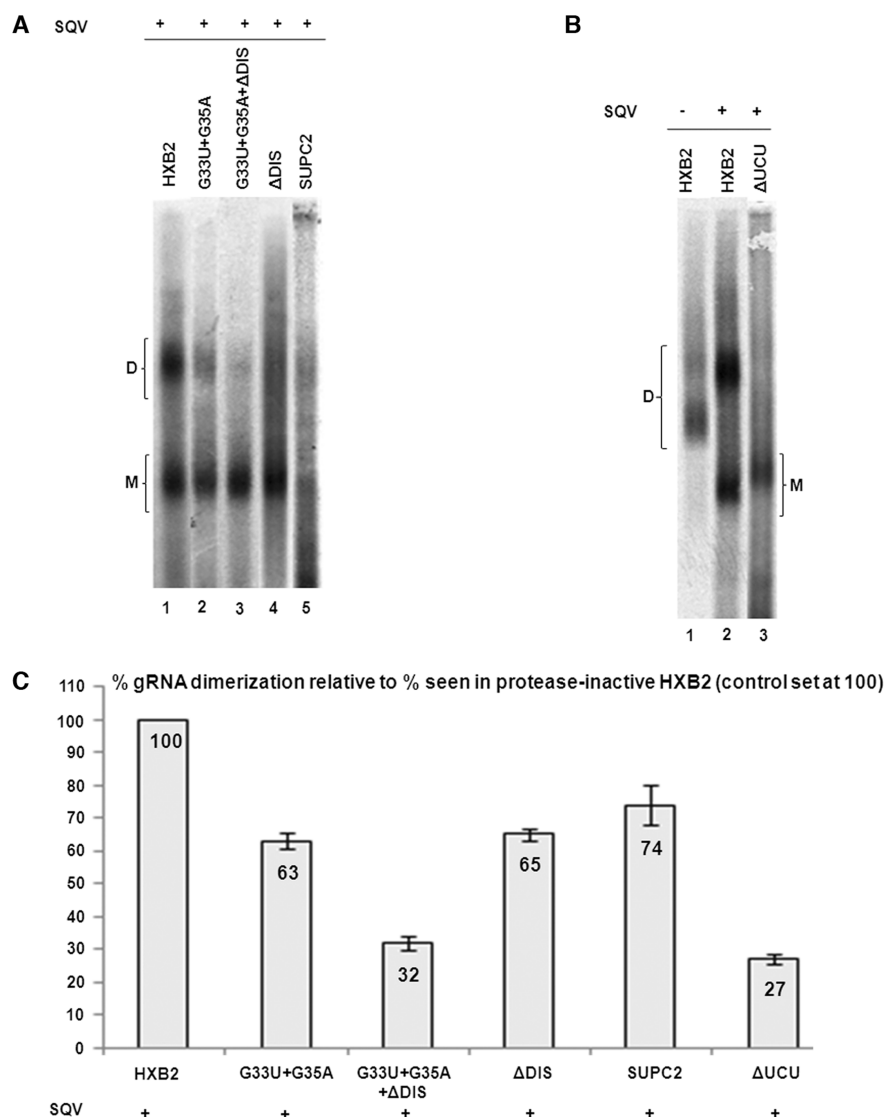 A
SQV + + + + +
HXB2
G33U+G35A
G33U+G35A+ΔDIS
ΔDIS
SUPC2
D
M
1 2 3 4 5
B
SQV - + +
HXB2
HXB2
ΔUCU
D
M
1 2 3
C
% gRNA dimerization relative to % seen in protease-inactive HXB2 (control set at 100)
110
100
90
80
70
60
50
40
30
20
10
0
100
63
32
65
74
27
HXB2
G33U+G35A
G33U+G35A
+ΔDIS
ΔDIS
SUPC2
ΔUCU
SQV + + + + + +